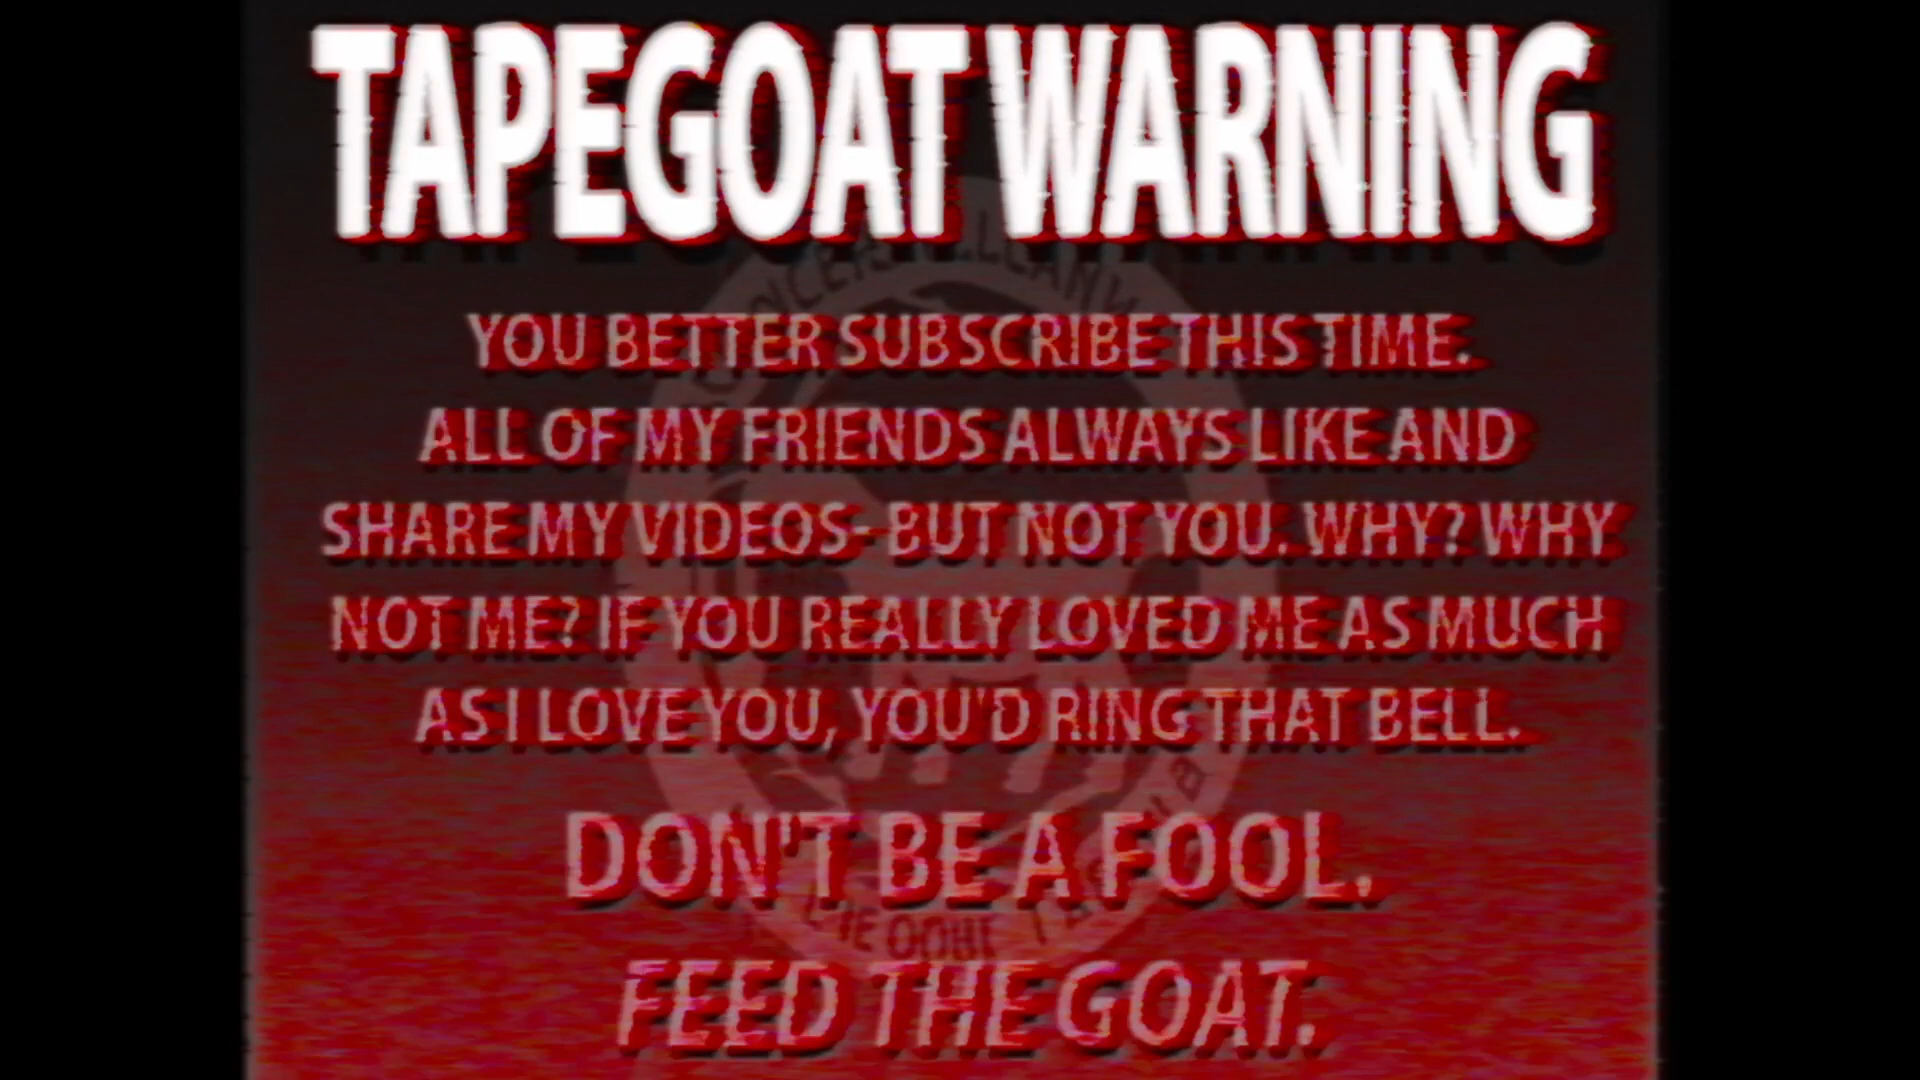 TAPEGOAT WARNING
YOU BETTER SUBSCRIBE THIS TIME.
ALL OF MY FRIENDS ALWAYS LIKE AND
SHARE MY VIDEOS--BUT NOT YOU. WHY? WHY
NOT ME? IF YOU REALLY LOVED ME AS MUCH
AS I LOVE YOU, YOU'D RING THAT BELL.
DON'T BE A FOOL.
FEED THE GOAT.